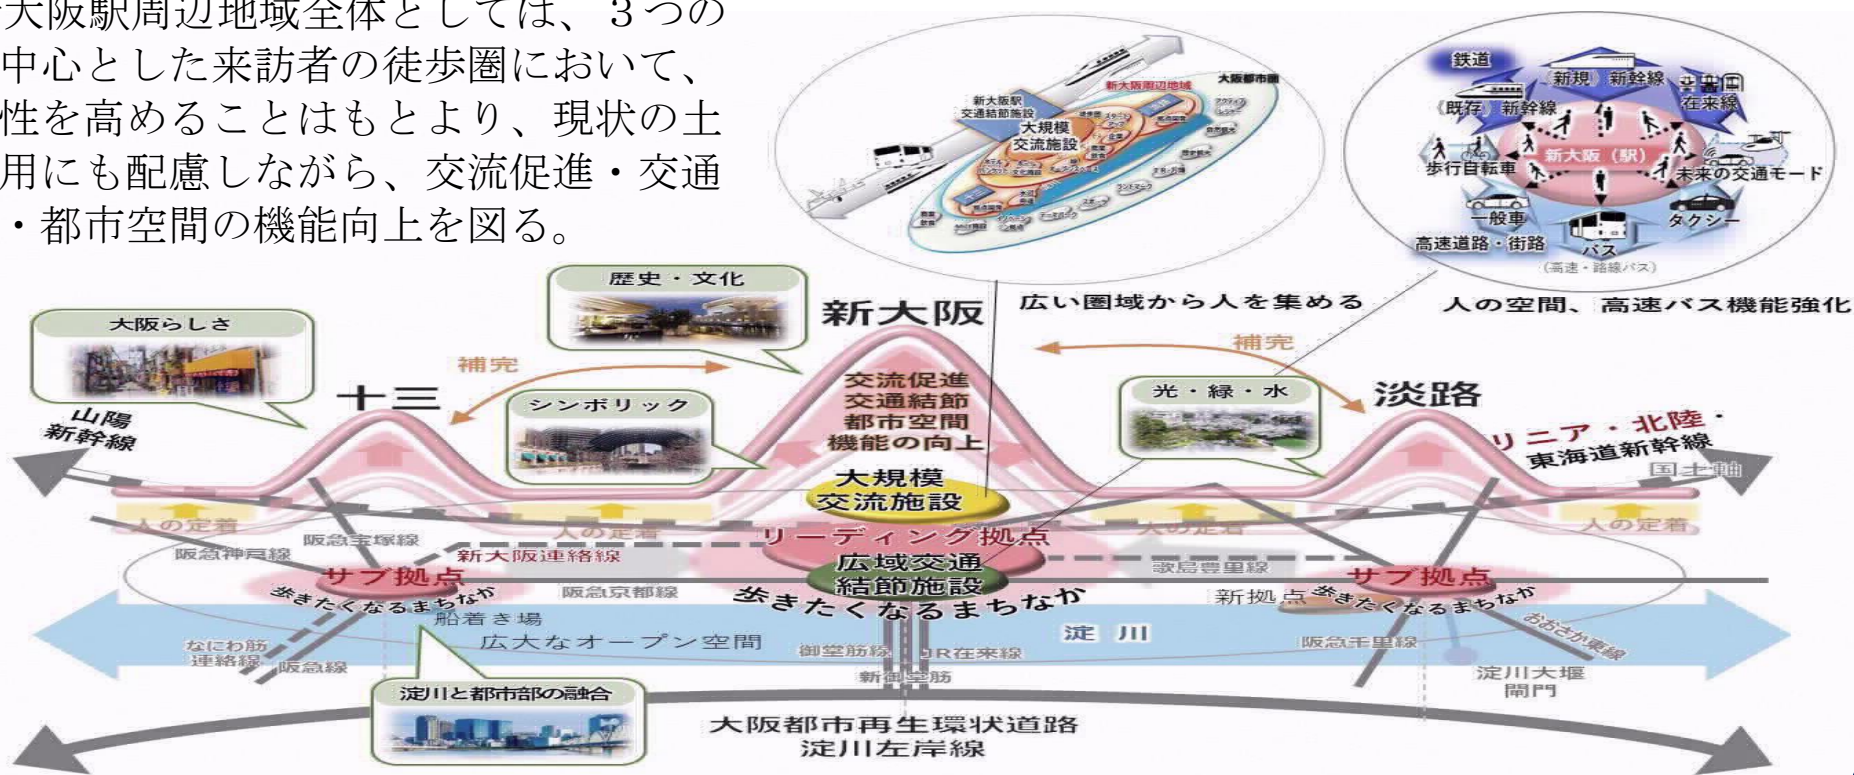 大阪駅周辺地域全体としては、３つの
中心とした来訪者の徒歩圏において、
性を高めることはもとより、現状の土
用にも配慮しながら、交流促進・交通
・都市空間の機能向上を図る。
大阪都市圏
新大阪周辺地域
新大阪駅
交通結節施設
大規模
交流施設
鉄道
(新規) 新幹線
(既存) 新幹線
在来線
新大阪（駅）
歩行自転車
未来の交通モード
一般車
タクシー
高速道路・街路
バス
(高速・路線バス)
広い圏域から人を集める
人の空間、高速バス機能強化
歴史・文化
大阪らしさ
新大阪
補完
補完
十三
シンボリック
光・緑・水
淡路
交流促進
交通結節
都市空間
機能の向上
山陽
新幹線
リニア・北陸・
東海道新幹線
国土軸
大規模
交流施設
人の定着
人の定着
人の定着
人の定着
阪急神戸線
阪急宝塚線
新大阪連絡線
リーディング拠点
広域交通
結節施設
歌島豊里線
サブ拠点
サブ拠点
歩きたくなるまちなか
阪急京都線
歩きたくなるまちなか
新拠点
歩きたくなるまちなか
船着き場
広大なオープン空間
淀川
なにわ筋
連絡線
阪急線
御堂筋線
JR在来線
新御堂筋
阪急千里線
おおさか東線
淀川大堰
閘門
淀川と都市部の融合
大阪都市再生環状道路
淀川左岸線